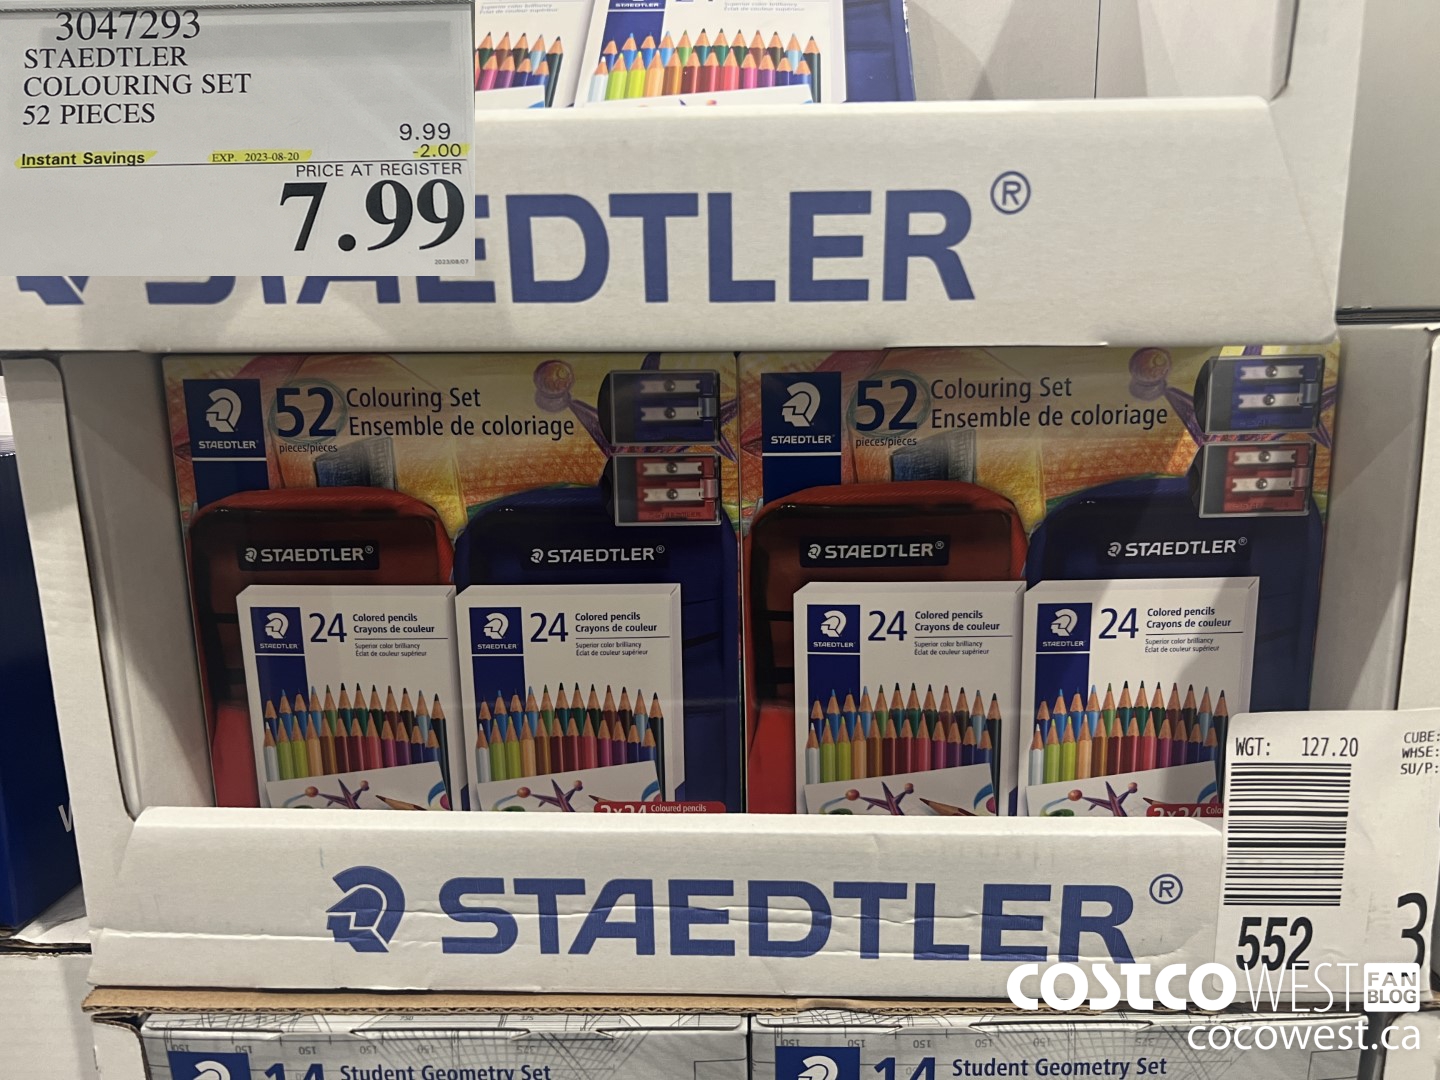 3047293
STAEDTLER
COLOURING SET
52 PIECES
9.99
Instant Savings EXP. 2023-08-20 -2.00
PRICE AT REGISTER
7.99
2023/08/07
STAEDTLER
STAEDTLER®
STAEDTLER
52 Colouring Set
pieces/pièces Ensemble de coloriage
STAEDTLER
52 Colouring Set
pieces/pièces Ensemble de coloriage
STAEDTLER®
STAEDTLER®
STAEDTLER®
STAEDTLER®
STAEDTLER
24 Colored pencils
Crayons de couleur
Superior color brilliancy
Éclat de couleur supérieur
STAEDTLER
24 Colored pencils
Crayons de couleur
Superior color brilliancy
Éclat de couleur supérieur
2x24 Coloured pencils
STAEDTLER
24 Colored pencils
Crayons de couleur
Superior color brilliancy
Éclat de couleur supérieur
STAEDTLER
24 Colored pencils
Crayons de couleur
Superior color brilliancy
Éclat de couleur supérieur
2x24
WGT: 127.20
CUBE:
WHSE:
SU/P:
552 3
STAEDTLER®
COSTCO WEST FAN BLOG
cocowest.ca
14 Student Geometry Set
14 Student Geometry Set